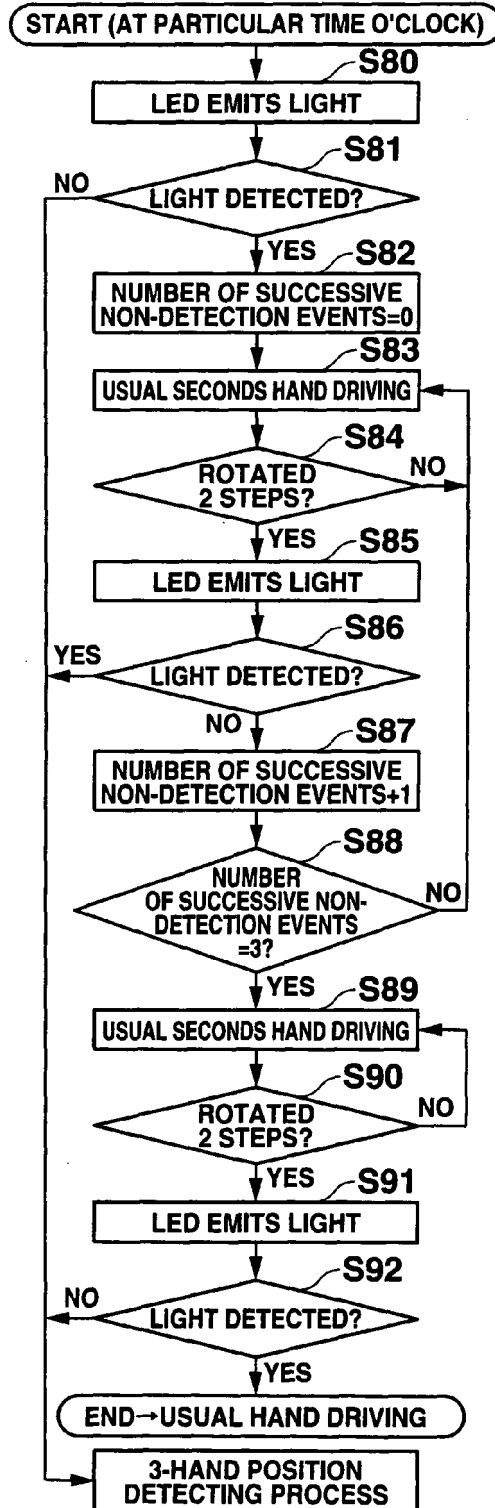 START (AT PARTICULAR TIME O'CLOCK)
S80
LED EMITS LIGHT
S81
NO
LIGHT DETECTED?
YES
S82
NUMBER OF SUCCESSIVE
NON-DETECTION EVENTS=0
S83
USUAL SECONDS HAND DRIVING
S84
ROTATED
2 STEPS?
NO
YES
S85
LED EMITS LIGHT
S86
YES
LIGHT DETECTED?
NO
S87
NUMBER OF SUCCESSIVE
NON-DETECTION EVENTS+1
S88
NUMBER
OF SUCCESSIVE NON-
DETECTION EVENTS
=3?
NO
YES
S89
USUAL SECONDS HAND DRIVING
S90
ROTATED
2 STEPS?
NO
YES
S91
LED EMITS LIGHT
S92
NO
LIGHT DETECTED?
YES
END→USUAL HAND DRIVING
3-HAND POSITION
DETECTING PROCESS